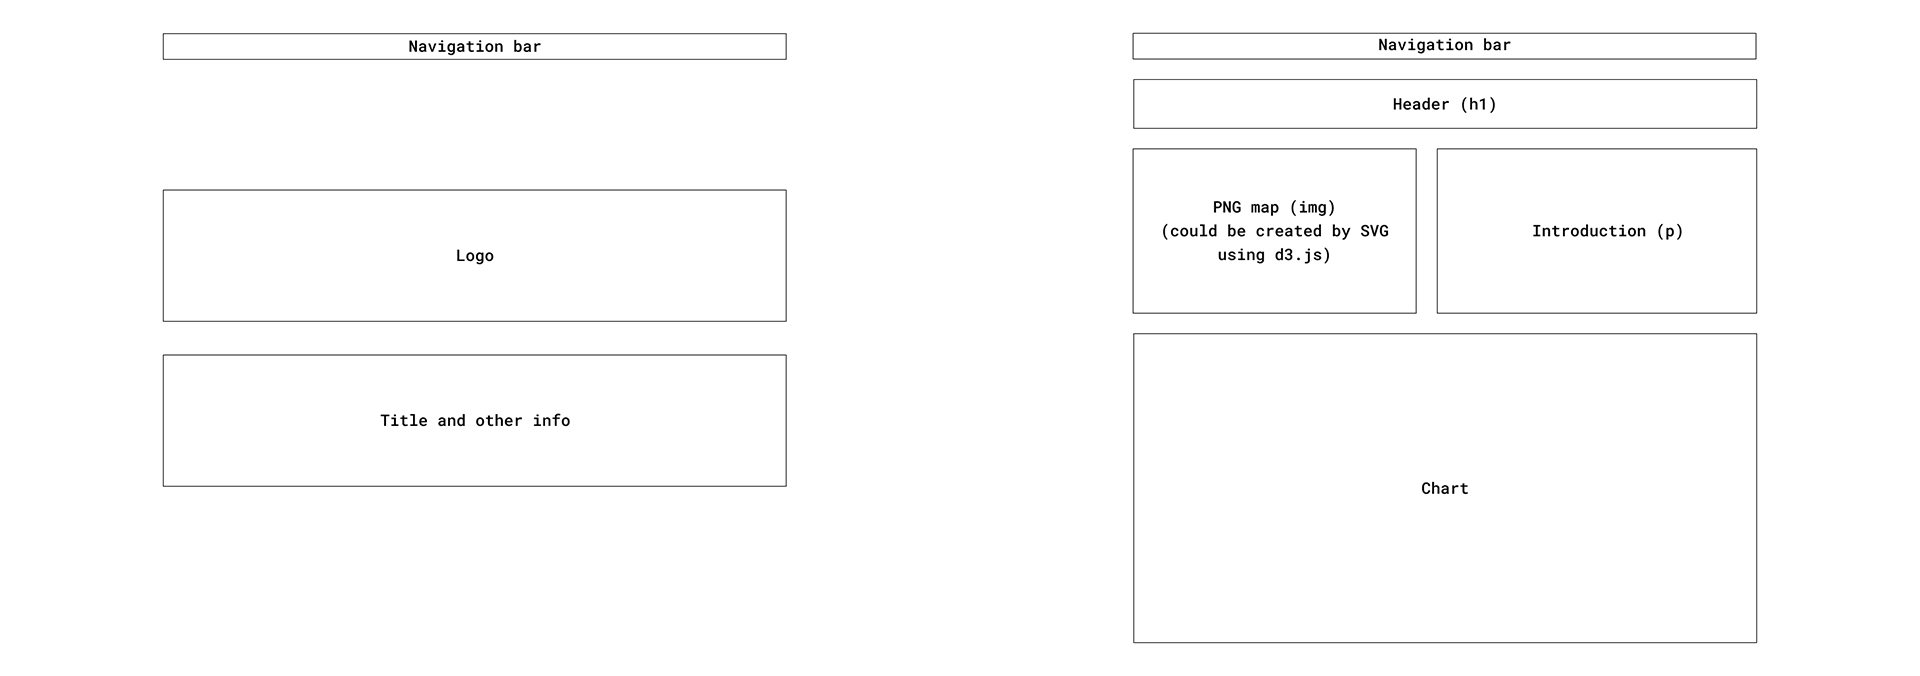 Navigation bar
Logo
Title and other info
Navigation bar
Header (h1)
PNG map (img)
(could be created by SVG
using d3.js)
Introduction (p)
Chart